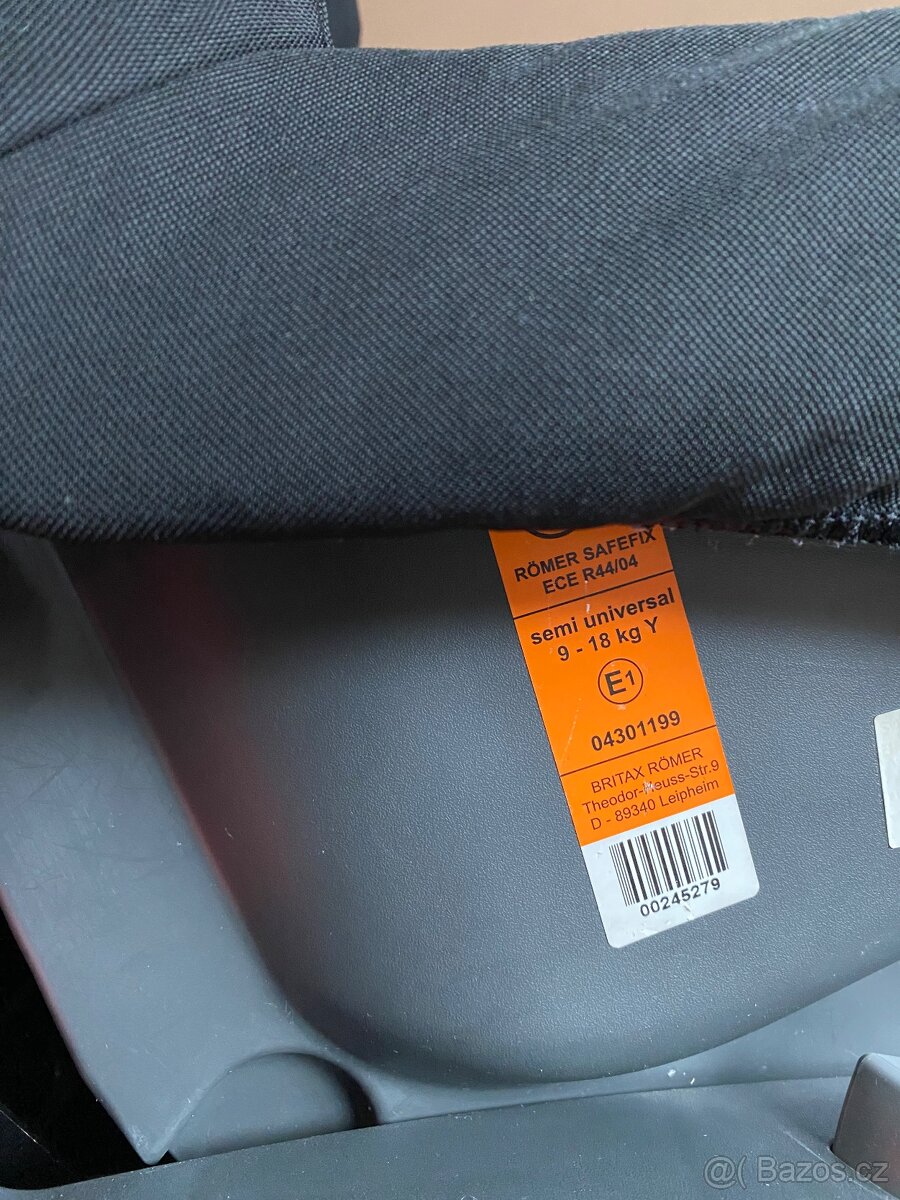 RÖMER SAFEFIX
ECE R44/04
semi universal
9 - 18 kg Y
E1
04301199
BRITAX RÖMER
Theodor-Heuss-Str.9
D - 89340 Leipheim
00245279
@ Bazos.cz